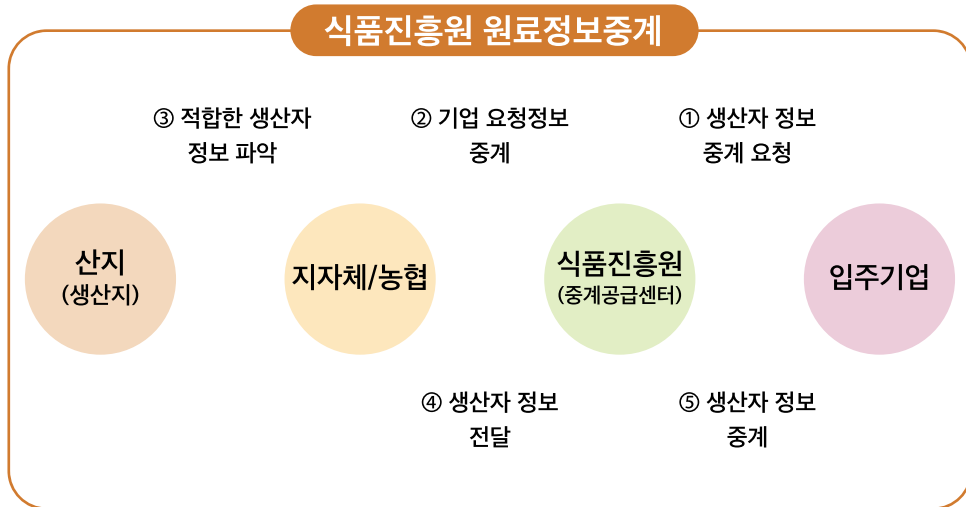 식품진흥원 원료정보중계
③ 적합한 생산자
정보 파악
② 기업 요청정보
중계
① 생산자 정보
중계 요청
산지
(생산지)
지자체/농협
식품진흥원
(중계공급센터)
입주기업
④ 생산자 정보
전달
⑤ 생산자 정보
중계